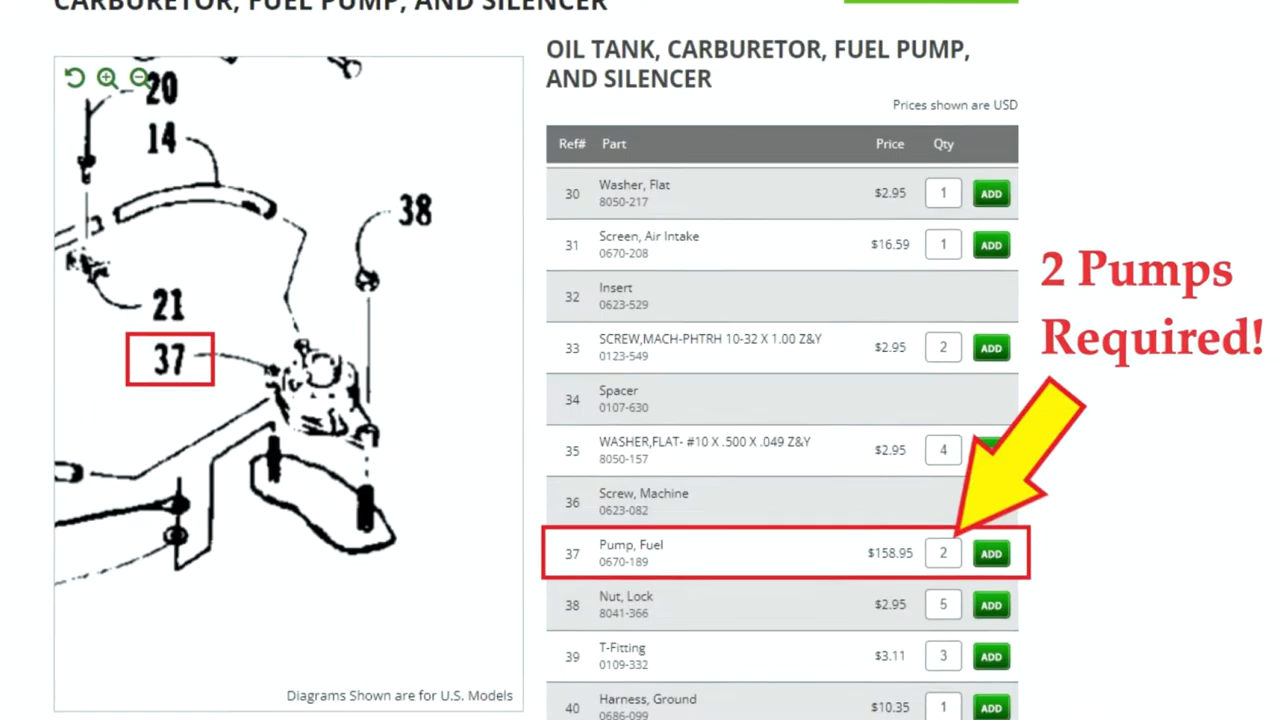 CARBURETOR, FUEL PUMP, AND SILENCER
OIL TANK, CARBURETOR, FUEL PUMP,
AND SILENCER
Prices shown are USD
Ref# Part Price Qty
30 Washer, Flat $2.95 1 ADD
8050-217
31 Screen, Air Intake $16.59 1 ADD
0670-208
32 Insert
0623-529
33 SCREW,MACH-PHTRH 10-32 X 1.00 Z&Y $2.95 2 ADD
0123-549
34 Spacer
0107-630
35 WASHER,FLAT- #10 X .500 X .049 Z&Y $2.95 4
8050-157
36 Screw, Machine
0623-082
37 Pump, Fuel $158.95 2 ADD
0670-189
38 Nut, Lock $2.95 5 ADD
8041-366
39 T-Fitting $3.11 3 ADD
0109-332
40 Harness, Ground $10.35 1 ADD
0686-099
20
14
38
21
37
Diagrams Shown are for U.S. Models
2 Pumps
Required!